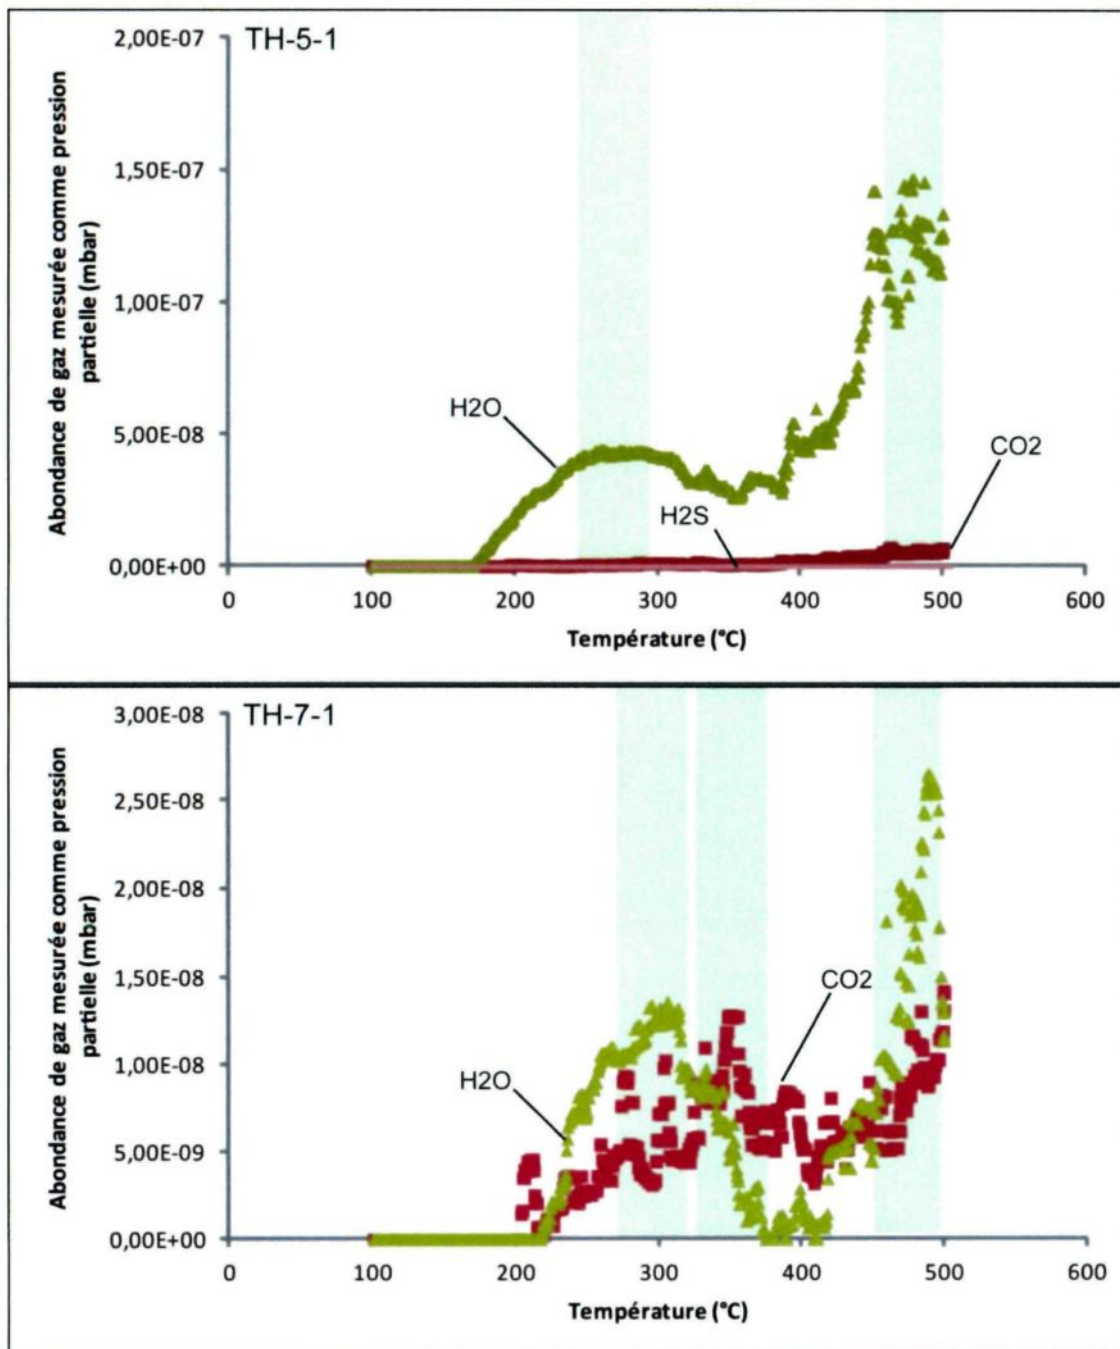 TH-5-1
Abondance de gaz mesurée comme pression
partielle (mbar)
2,00E-07
1,50E-07
1,00E-07
5,00E-08
0,00E+00
H2O
H2S
CO2
0 100 200 300 400 500 600
Température (°C)
TH-7-1
Abondance de gaz mesurée comme pression
partielle (mbar)
3,00E-08
2,50E-08
2,00E-08
1,50E-08
1,00E-08
5,00E-09
0,00E+00
H2O
CO2
0 100 200 300 400 500 600
Température (°C)